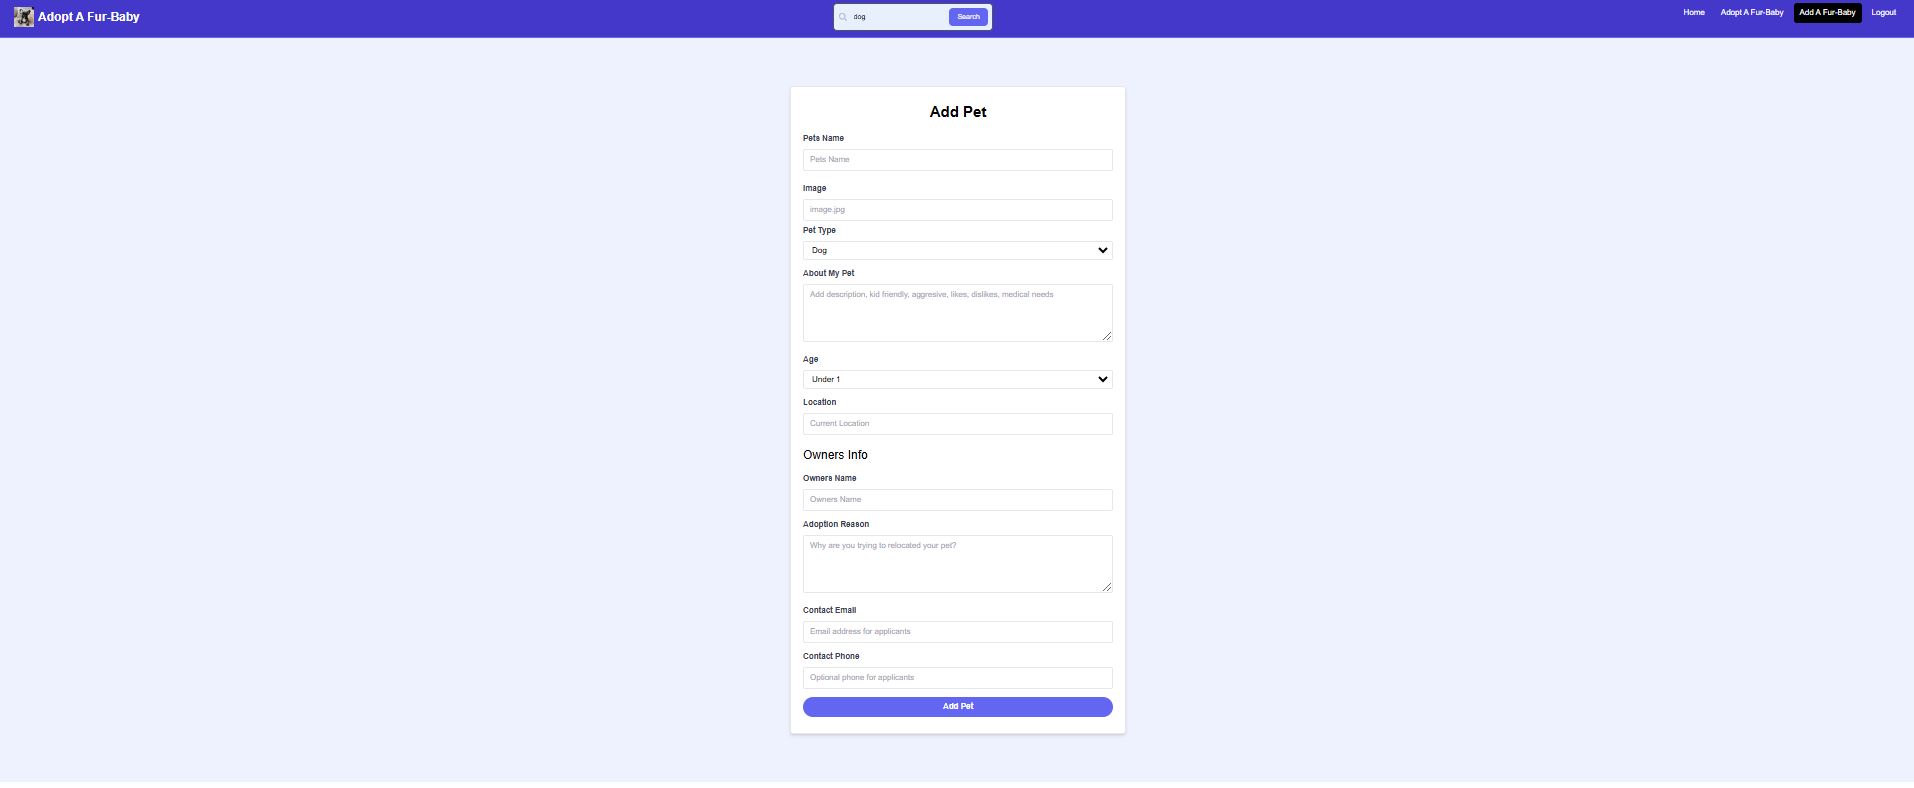 Adopt A Fur-Baby
dog
Search
Home
Adopt A Fur-Baby
Add A Fur-Baby
Logout
Add Pet
Pets Name
Pets Name
Image
image.jpg
Pet Type
Dog
About My Pet
Add description, kid friendly, aggresive, likes, dislikes, medical needs
Age
Under 1
Location
Current Location
Owners Info
Owners Name
Owners Name
Adoption Reason
Why are you trying to relocated your pet?
Contact Email
Email address for applicants
Contact Phone
Optional phone for applicants
Add Pet